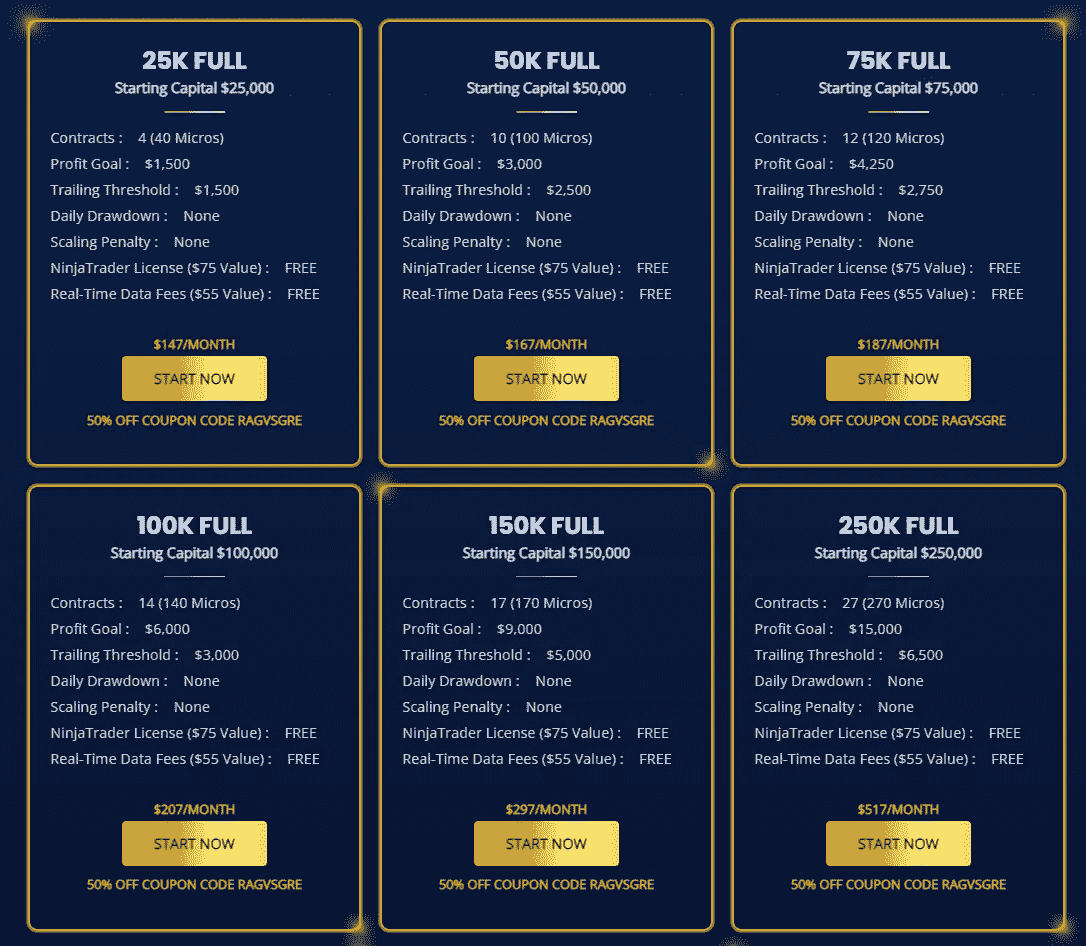 25K FULL
Starting Capital $25,000
Contracts : 4 (40 Micros)
Profit Goal : $1,500
Trailing Threshold : $1,500
Daily Drawdown : None
Scaling Penalty : None
NinjaTrader License ($75 Value) : FREE
Real-Time Data Fees ($55 Value) : FREE
$147/MONTH
START NOW
50% OFF COUPON CODE RAGVSGRE
50K FULL
Starting Capital $50,000
Contracts : 10 (100 Micros)
Profit Goal : $3,000
Trailing Threshold : $2,500
Daily Drawdown : None
Scaling Penalty : None
NinjaTrader License ($75 Value) : FREE
Real-Time Data Fees ($55 Value) : FREE
$167/MONTH
START NOW
50% OFF COUPON CODE RAGVSGRE
75K FULL
Starting Capital $75,000
Contracts : 12 (120 Micros)
Profit Goal : $4,250
Trailing Threshold : $2,750
Daily Drawdown : None
Scaling Penalty : None
NinjaTrader License ($75 Value) : FREE
Real-Time Data Fees ($55 Value) : FREE
$187/MONTH
START NOW
50% OFF COUPON CODE RAGVSGRE
100K FULL
Starting Capital $100,000
Contracts : 14 (140 Micros)
Profit Goal : $6,000
Trailing Threshold : $3,000
Daily Drawdown : None
Scaling Penalty : None
NinjaTrader License ($75 Value) : FREE
Real-Time Data Fees ($55 Value) : FREE
$207/MONTH
START NOW
50% OFF COUPON CODE RAGVSGRE
150K FULL
Starting Capital $150,000
Contracts : 17 (170 Micros)
Profit Goal : $9,000
Trailing Threshold : $5,000
Daily Drawdown : None
Scaling Penalty : None
NinjaTrader License ($75 Value) : FREE
Real-Time Data Fees ($55 Value) : FREE
$297/MONTH
START NOW
50% OFF COUPON CODE RAGVSGRE
250K FULL
Starting Capital $250,000
Contracts : 27 (270 Micros)
Profit Goal : $15,000
Trailing Threshold : $6,500
Daily Drawdown : None
Scaling Penalty : None
NinjaTrader License ($75 Value) : FREE
Real-Time Data Fees ($55 Value) : FREE
$517/MONTH
START NOW
50% OFF COUPON CODE RAGVSGRE